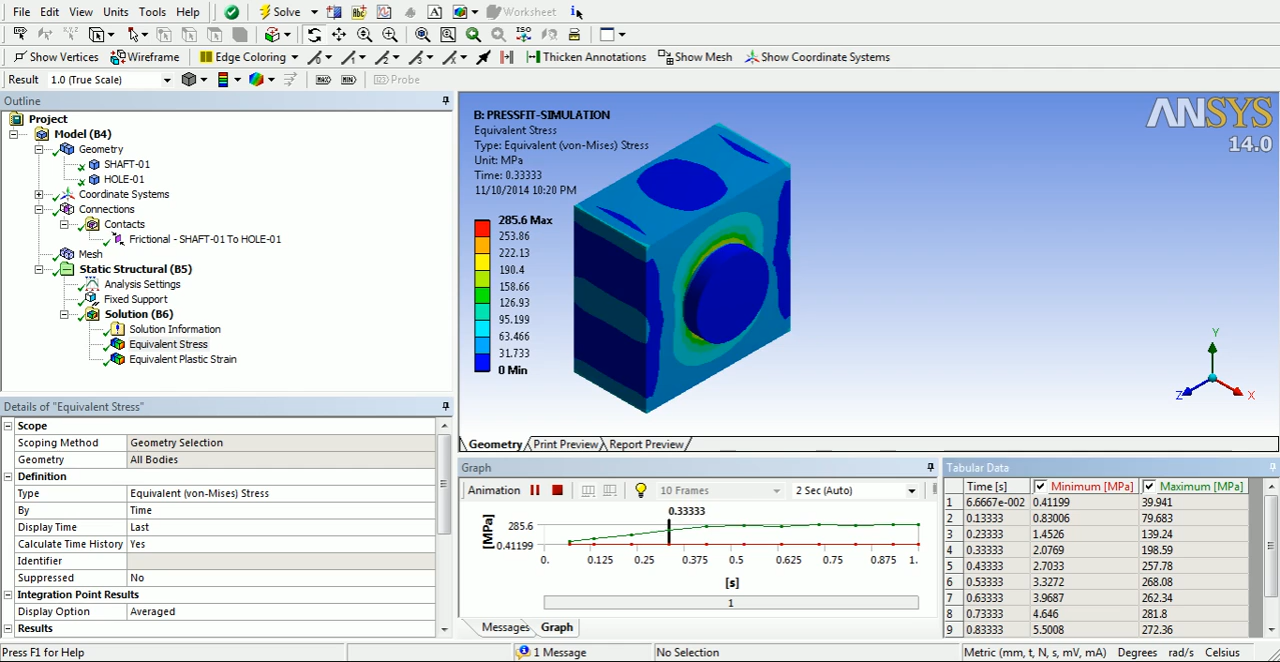 File Edit View Units Tools Help Solve Worksheet
Show Vertices Wireframe Edge Coloring Thicken Annotations Show Mesh Show Coordinate Systems
Result 1.0 (True Scale) MAX MIN Probe
Outline
Project
Model (B4)
Geometry
SHAFT-01
HOLE-01
Coordinate Systems
Connections
Contacts
Frictional - SHAFT-01 To HOLE-01
Mesh
Static Structural (B5)
Analysis Settings
Fixed Support
Solution (B6)
Solution Information
Equivalent Stress
Equivalent Plastic Strain
Details of "Equivalent Stress"
Scope
Scoping Method Geometry Selection
Geometry All Bodies
Definition
Type Equivalent (von-Mises) Stress
By Time
Display Time Last
Calculate Time History Yes
Identifier
Suppressed No
Integration Point Results
Display Option Averaged
Results
B: PRESSFIT-SIMULATION
Equivalent Stress
Type: Equivalent (von-Mises) Stress
Unit: MPa
Time: 0.33333
11/10/2014 10:20 PM
285.6 Max
253.86
222.13
190.4
158.66
126.93
95.199
63.466
31.733
0 Min
ANSYS
14.0
Y
Z X
Geometry Print Preview Report Preview
Graph
Animation 10 Frames 2 Sec (Auto)
0.33333
[MPa]
285.6
0.41199
0. 0.125 0.25 0.375 0.5 0.625 0.75 0.875 1.
[s]
1
Messages Graph
Tabular Data
Time [s] Minimum [MPa] Maximum [MPa]
1 6.6667e-002 0.41199 39.941
2 0.13333 0.83006 79.683
3 0.23333 1.4526 139.24
4 0.33333 2.0769 198.59
5 0.43333 2.7033 257.78
6 0.53333 3.3272 268.08
7 0.63333 3.9687 262.34
8 0.73333 4.646 281.8
9 0.83333 5.5008 272.36
Press F1 for Help 1 Message No Selection Metric (mm, t, N, s, mV, mA) Degrees rad/s Celsius